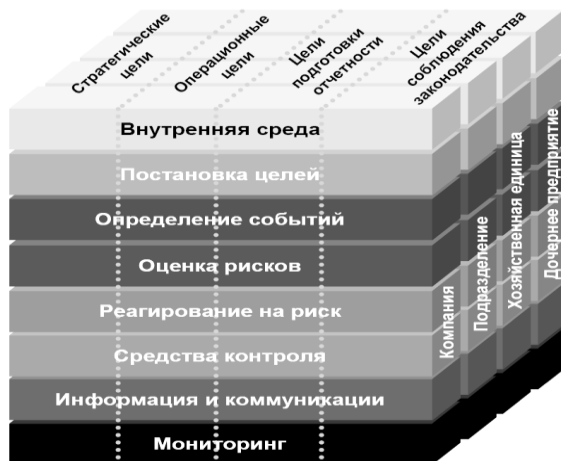 Стратегические
цели
Операционные
цели
Цели
подготовки
отчетности
Цели
соблюдения
законодательства
Внутренняя среда
Постановка целей
Определение событий
Оценка рисков
Реагирование на риск
Средства контроля
Информация и коммуникации
Мониторинг
Компания
Подразделение
Хозяйственная единица
Дочернее предприятие